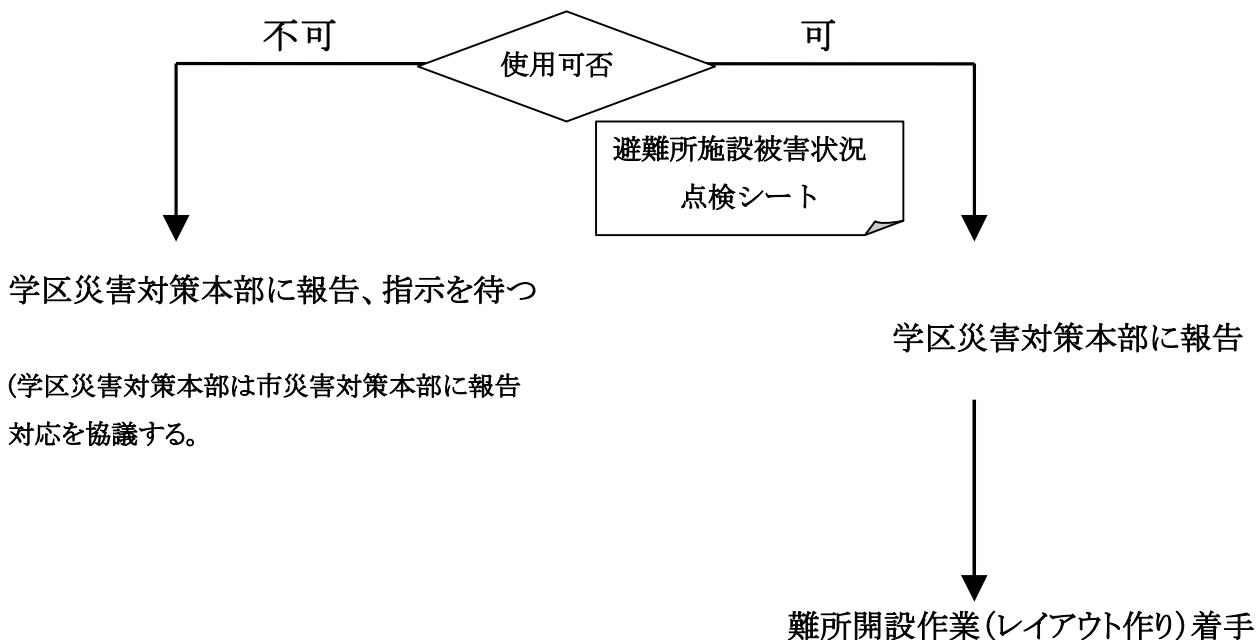 不可
使用可否
可
避難所施設被害状況
点検シート
学区災害対策本部に報告、指示を待つ
(学区災害対策本部は市災害対策本部に報告
対応を協議する。
学区災害対策本部に報告
難所開設作業(レイアウト作り)着手